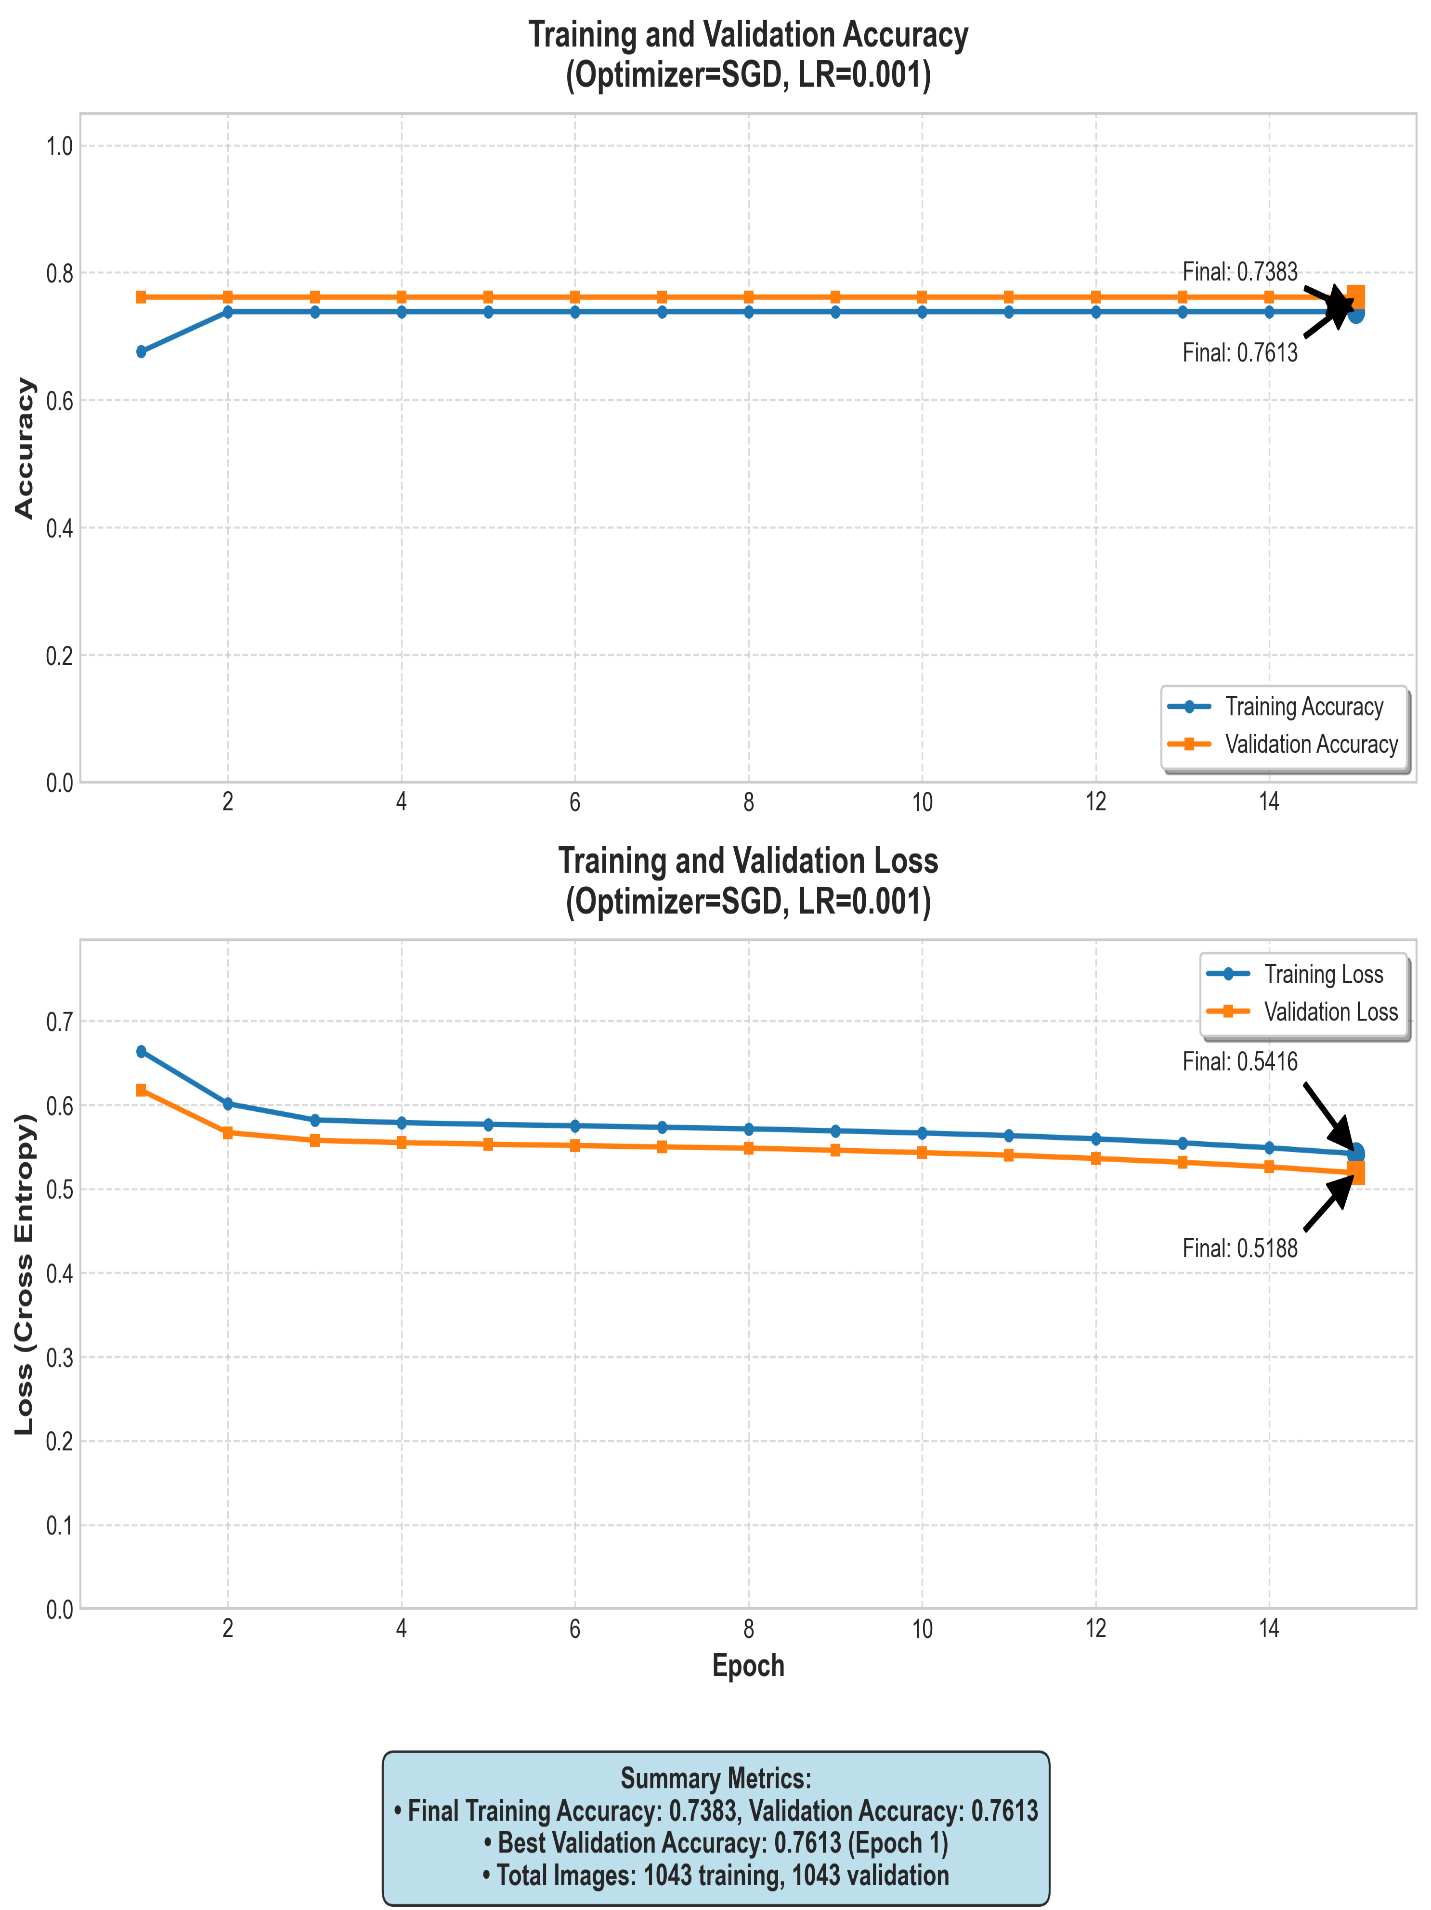 Training and Validation Accuracy
(Optimizer=SGD, LR=0.001)
Accuracy
1.0
0.8
0.6
0.4
0.2
0.0
Final: 0.7383
Final: 0.7613
Training Accuracy
Validation Accuracy
2 4 6 8 10 12 14
Training and Validation Loss
(Optimizer=SGD, LR=0.001)
Loss (Cross Entropy)
0.7
0.6
0.5
0.4
0.3
0.2
0.1
0.0
Training Loss
Validation Loss
Final: 0.5416
Final: 0.5188
2 4 6 8 10 12 14
Epoch
Summary Metrics:
• Final Training Accuracy: 0.7383, Validation Accuracy: 0.7613
• Best Validation Accuracy: 0.7613 (Epoch 1)
• Total Images: 1043 training, 1043 validation